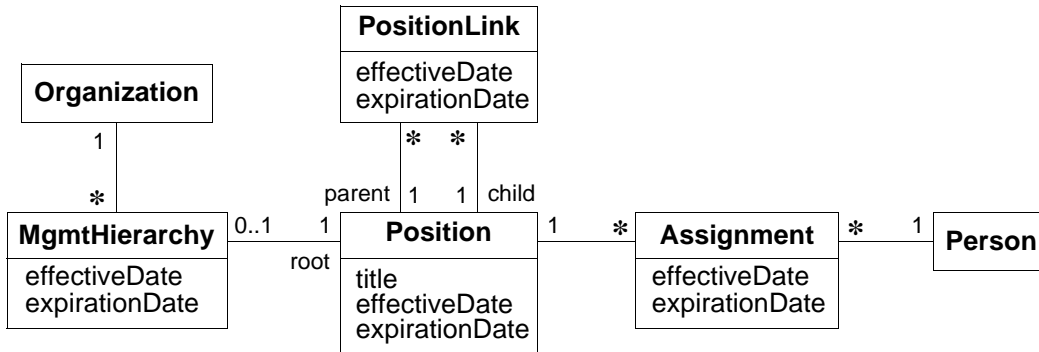 PositionLink
effectiveDate
expirationDate
Organization
1
*
* *
parent 1 1 child
MgmtHierarchy 0..1 1 Position 1 * Assignment * 1 Person
root
effectiveDate
expirationDate
title
effectiveDate
expirationDate
effectiveDate
expirationDate